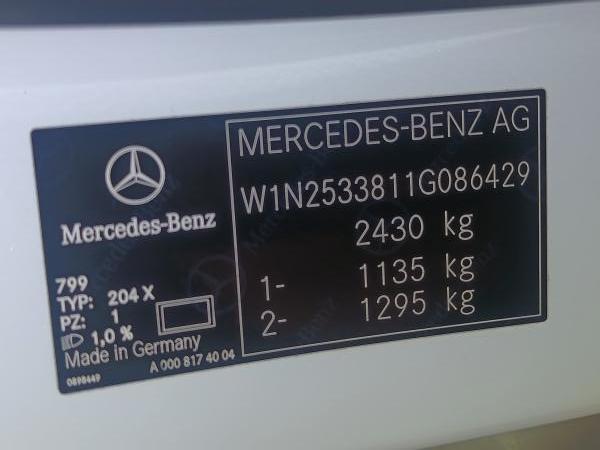 Mercedes-Benz
799
TYP: 204 X
PZ: 1
1,0 %
Made in Germany
0898449
A 000 817 40 04
MERCEDES-BENZ AG
W1N2533811G086429
2430 kg
1- 1135 kg
2- 1295 kg